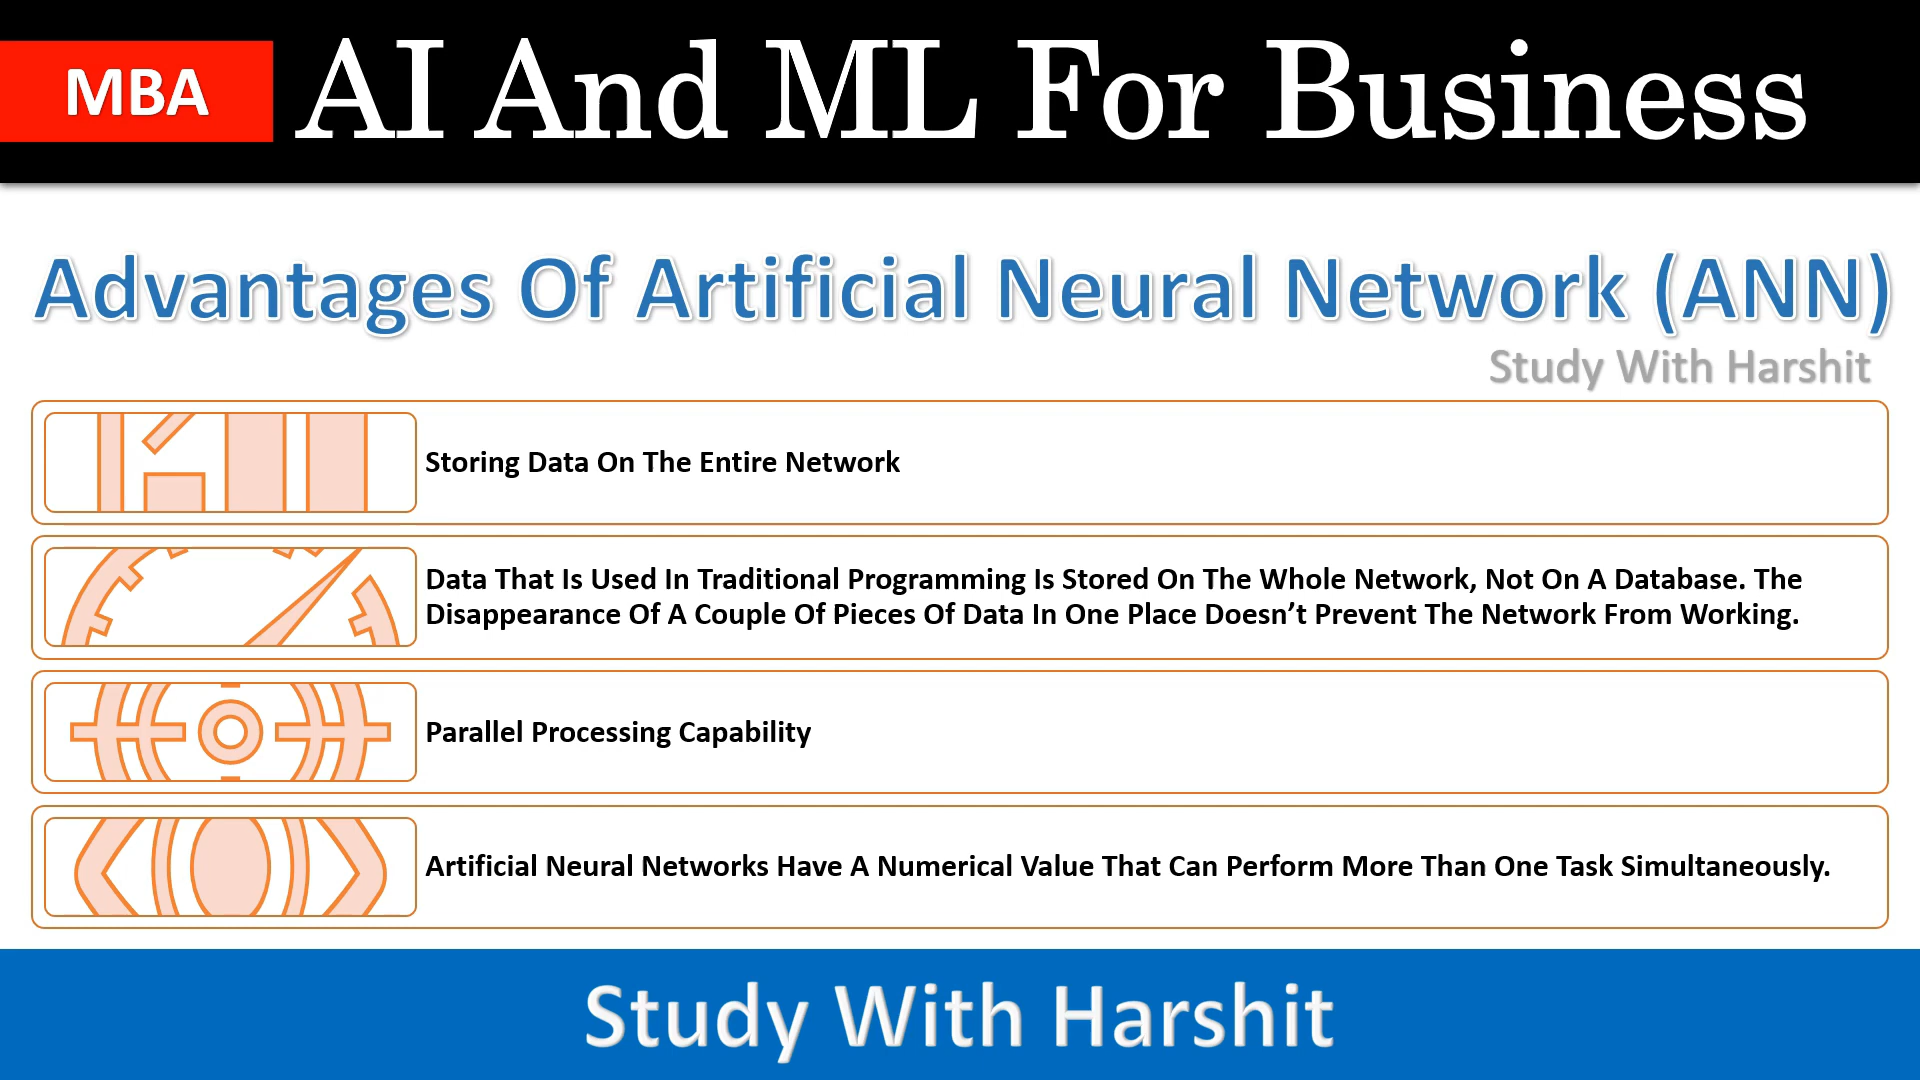 MBA
AI And ML For Business
Advantages Of Artificial Neural Network (ANN)
Study With Harshit
Storing Data On The Entire Network
Data That Is Used In Traditional Programming Is Stored On The Whole Network, Not On A Database. The
Disappearance Of A Couple Of Pieces Of Data In One Place Doesn’t Prevent The Network From Working.
Parallel Processing Capability
Artificial Neural Networks Have A Numerical Value That Can Perform More Than One Task Simultaneously.
Study With Harshit